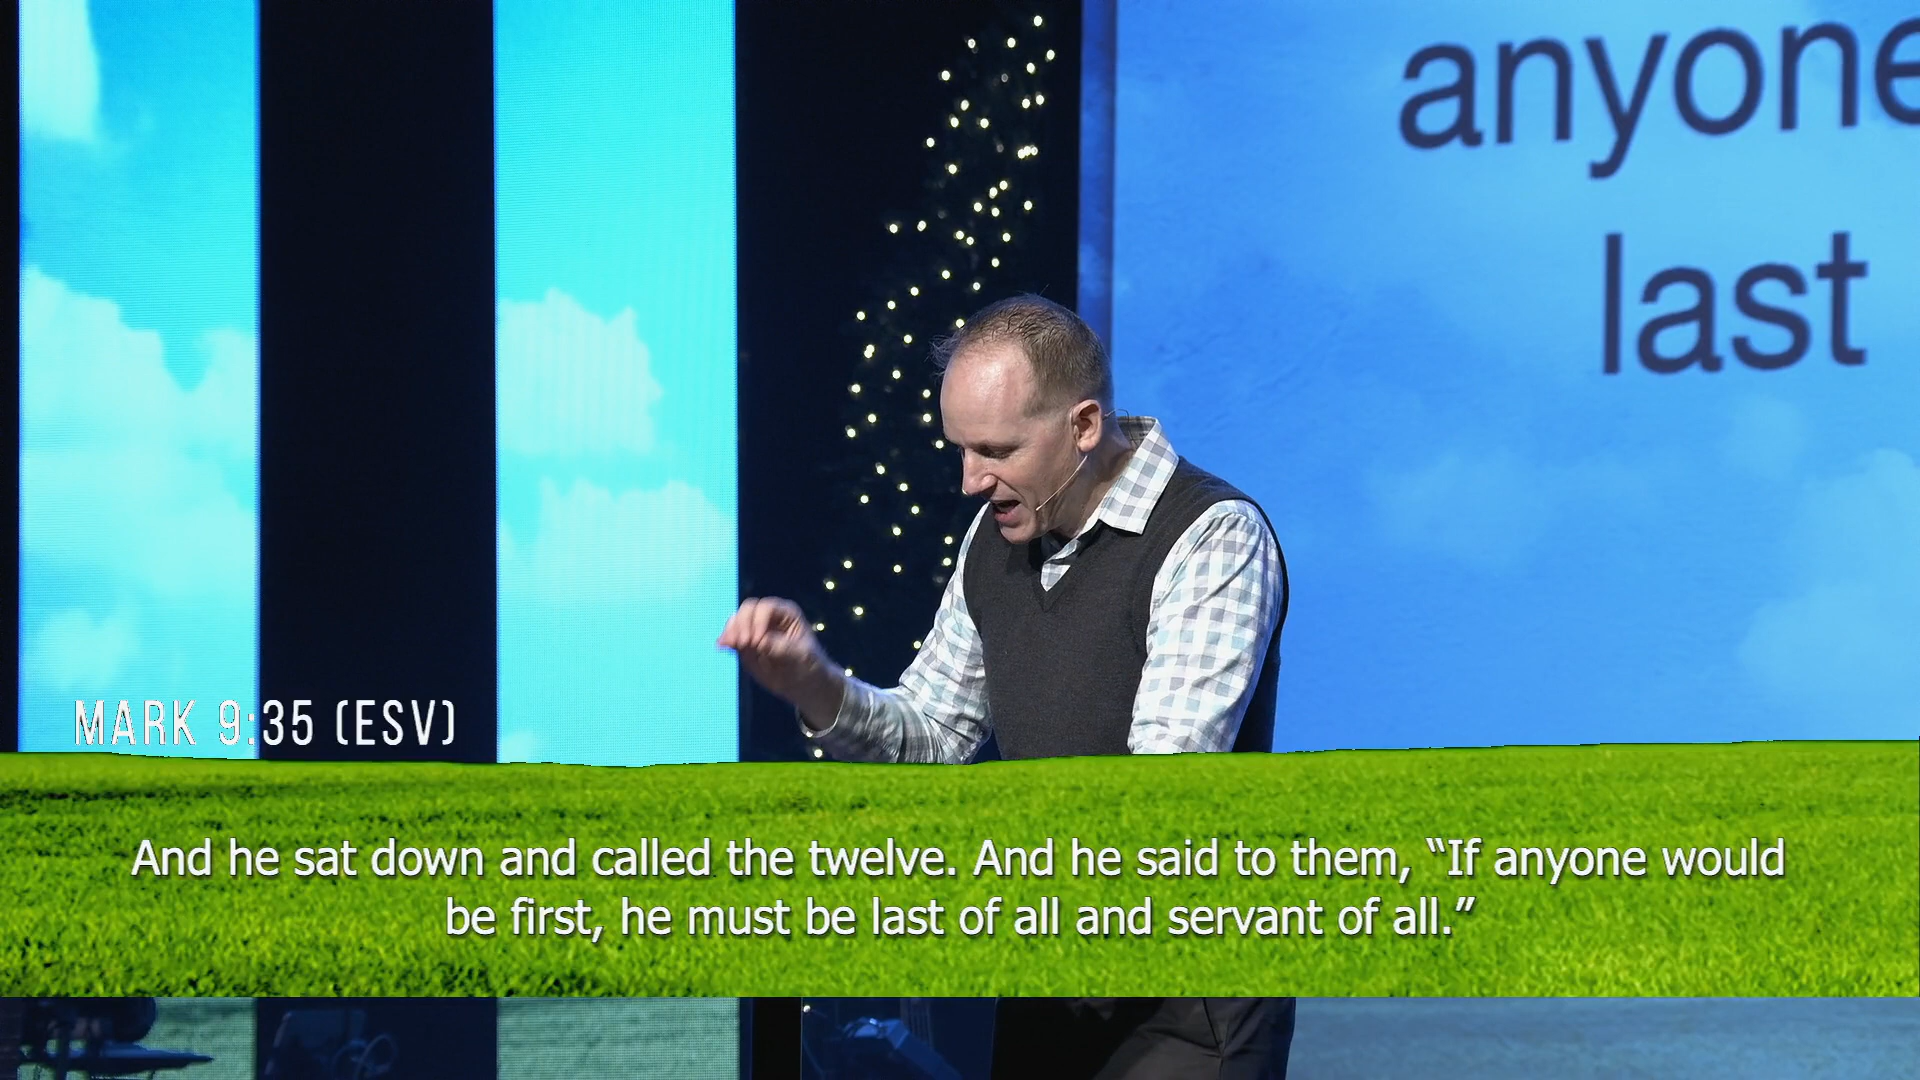 anyone
last
MARK 9:35 (ESV)
And he sat down and called the twelve. And he said to them, “If anyone would
be first, he must be last of all and servant of all.”